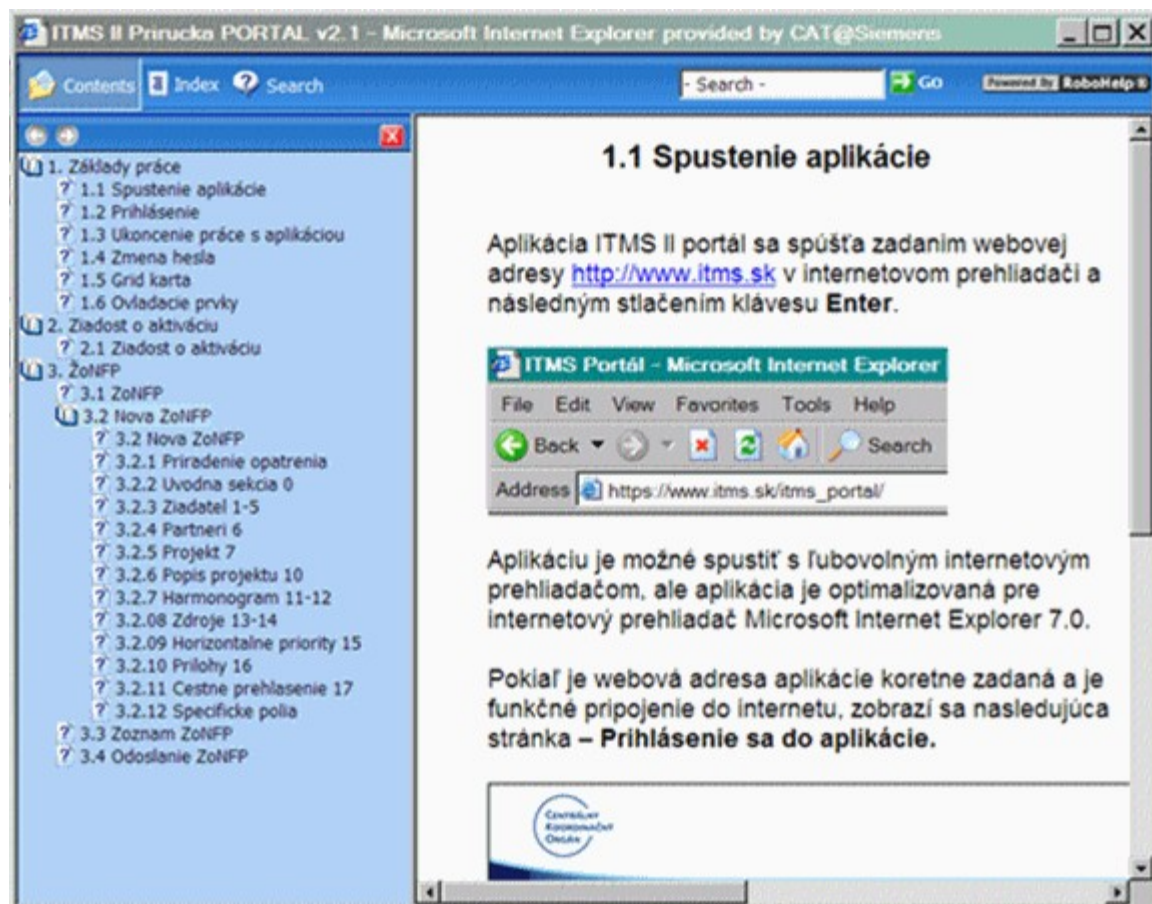 ITMS II Prirucka PORTAL v2.1 - Microsoft Internet Explorer provided by CAT@Siemens
Contents Index Search - Search - Go Powered By RoboHelp®
1. Základy práce
1.1 Spustenie aplikácie
1.2 Prihlásenie
1.3 Ukoncenie práce s aplikáciou
1.4 Zmena hesla
1.5 Grid karta
1.6 Ovladacie prvky
2. Ziadost o aktiváciu
2.1 Ziadost o aktiváciu
3. ŽoNFP
3.1 ZoNFP
3.2 Nova ZoNFP
3.2 Nova ZoNFP
3.2.1 Priradenie opatrenia
3.2.2 Uvodna sekcia 0
3.2.3 Ziadatel 1-5
3.2.4 Partneri 6
3.2.5 Projekt 7
3.2.6 Popis projektu 10
3.2.7 Harmonogram 11-12
3.2.08 Zdroje 13-14
3.2.09 Horizontalne priority 15
3.2.10 Prilohy 16
3.2.11 Cestne prehlasenie 17
3.2.12 Specificke polia
3.3 Zoznam ZoNFP
3.4 Odoslanie ZoNFP
1.1 Spustenie aplikácie
Aplikácia ITMS II portál sa spúšťa zadaním webovej
adresy http://www.itms.sk v internetovom prehliadači a
následným stlačením klávesu Enter.
ITMS Portál - Microsoft Internet Explorer
File Edit View Favorites Tools Help
Back Search
Address https://www.itms.sk/itms_portal/
Aplikáciu je možné spustiť s ľubovolným internetovým
prehliadačom, ale aplikácia je optimalizovaná pre
internetový prehliadač Microsoft Internet Explorer 7.0.
Pokiaľ je webová adresa aplikácie koretne zadaná a je
funkčné pripojenie do internetu, zobrazí sa nasledujúca
stránka – Prihlásenie sa do aplikácie.
Centrálny
Koordinačný
Orgán